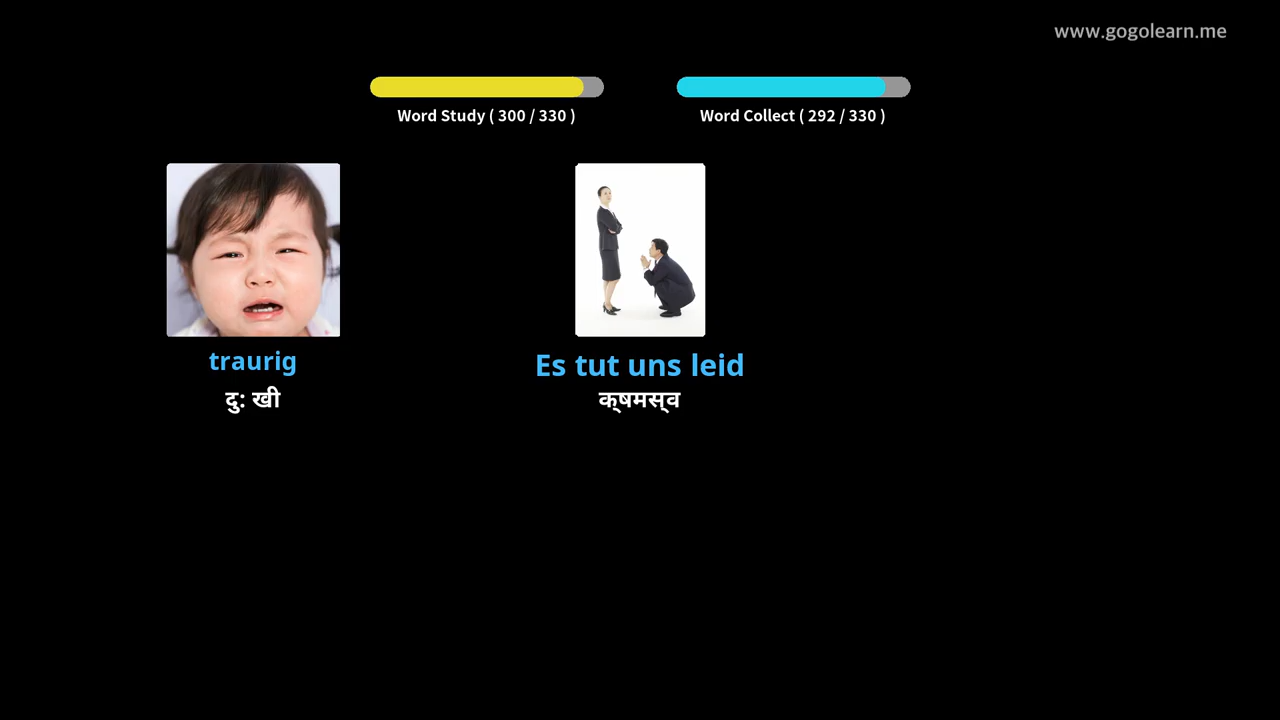 www.gogolearn.me
Word Study ( 300 / 330 )
Word Collect ( 292 / 330 )
traurig
Es tut uns leid
दु: खी
क्षमस्व